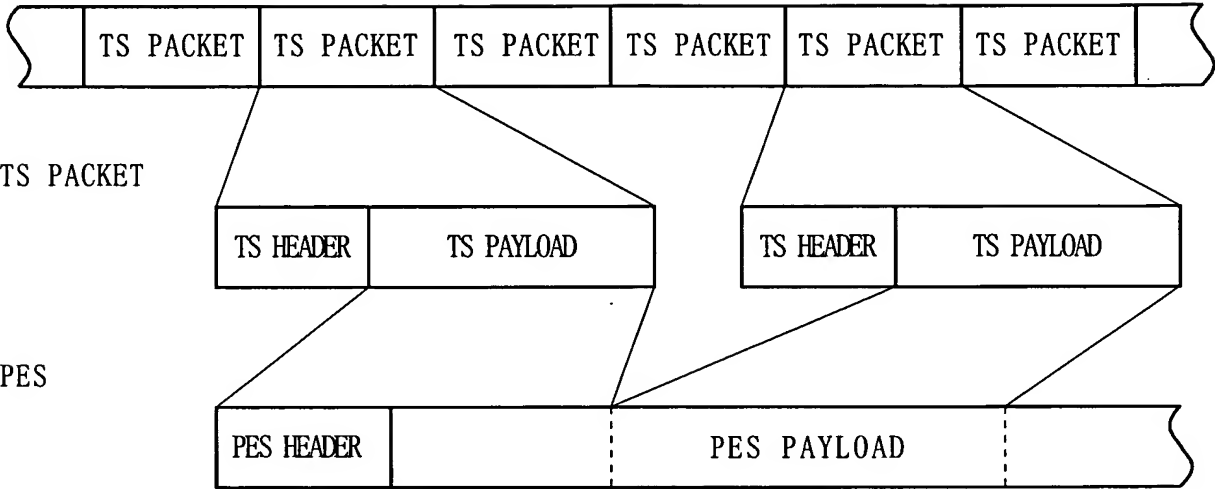 TS PACKET TS PACKET TS PACKET TS PACKET TS PACKET TS PACKET
TS PACKET
TS HEADER TS PAYLOAD TS HEADER TS PAYLOAD
PES
PES HEADER PES PAYLOAD